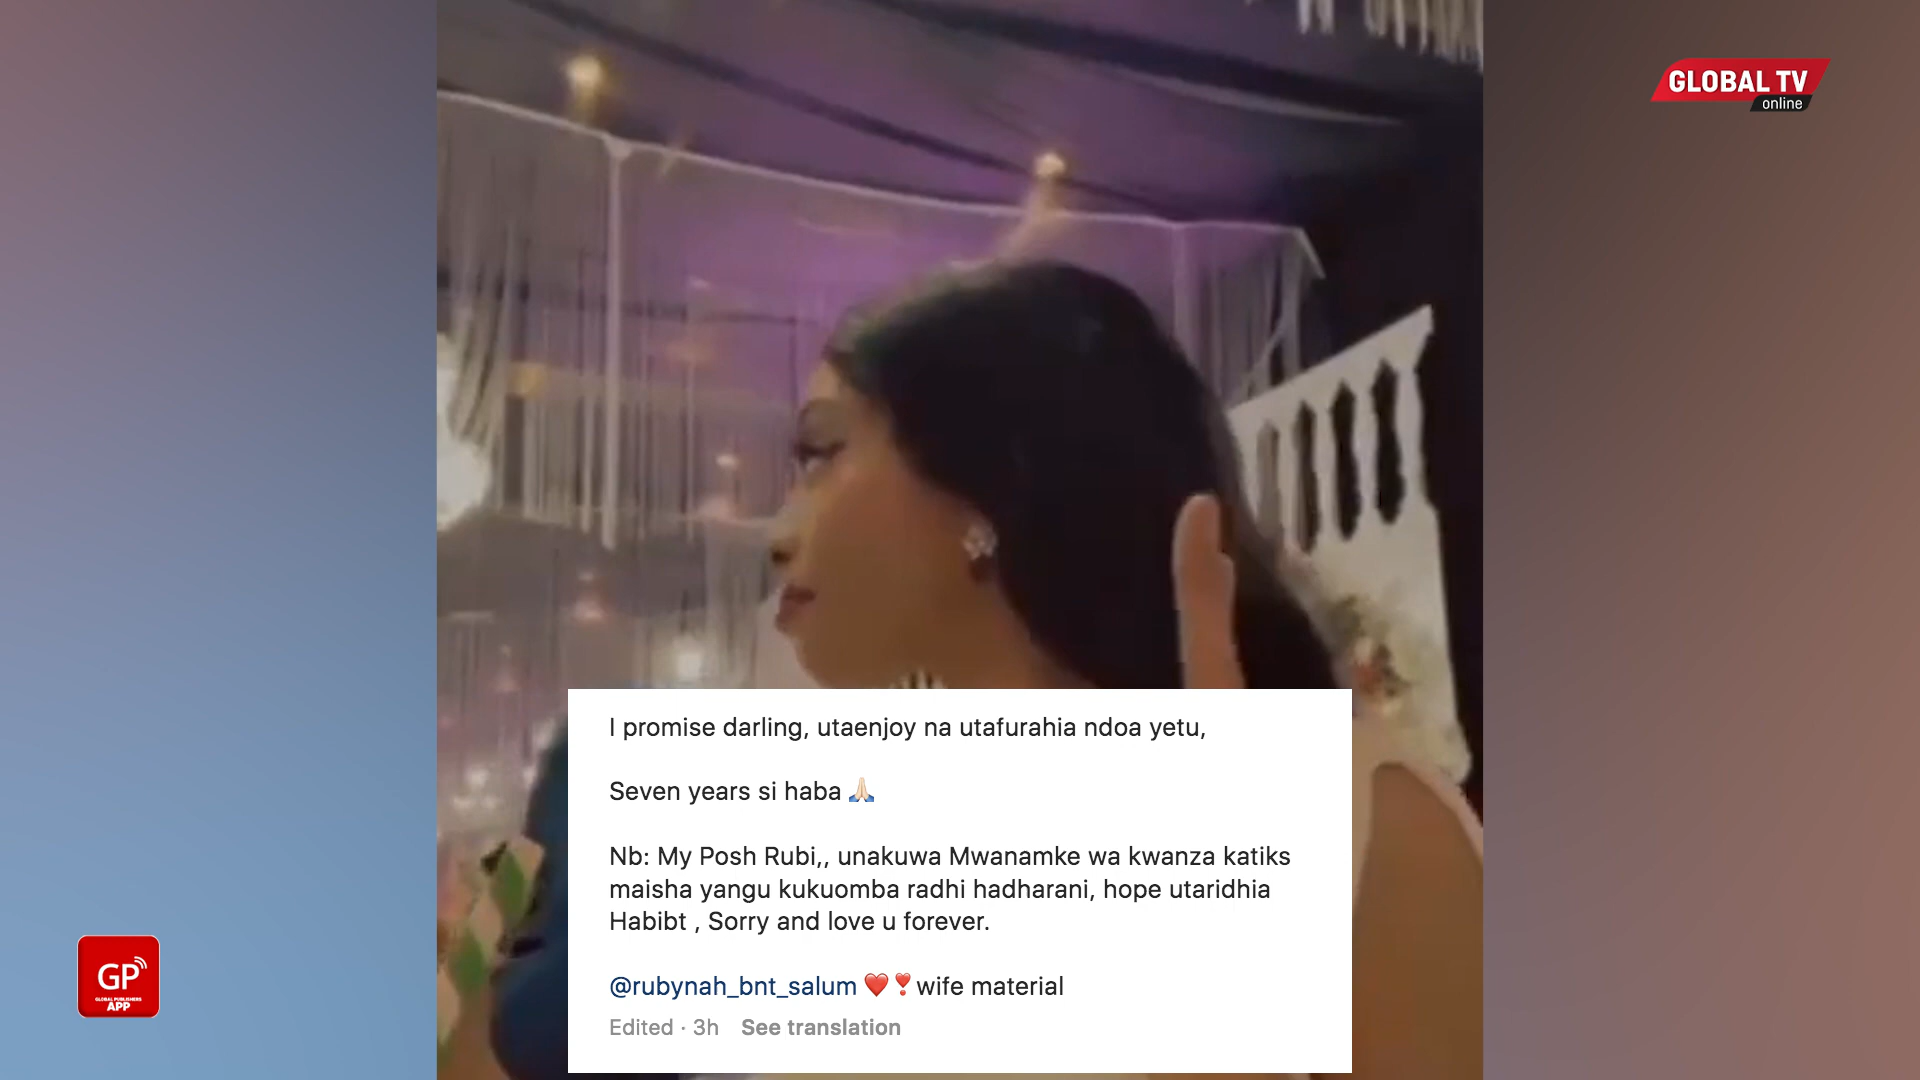 GLOBAL TV
online
I promise darling, utaenjoy na utafurahia ndoa yetu,
Seven years si haba 🙏🏻
Nb: My Posh Rubi,, unakuwa Mwanamke wa kwanza katiks
maisha yangu kukuomba radhi hadharani, hope utaridhia
Habibt , Sorry and love u forever.
@rubynah_bnt_salum ❤️❣️wife material
Edited · 3h See translation
GP
GLOBAL PUBLISHERS
APP